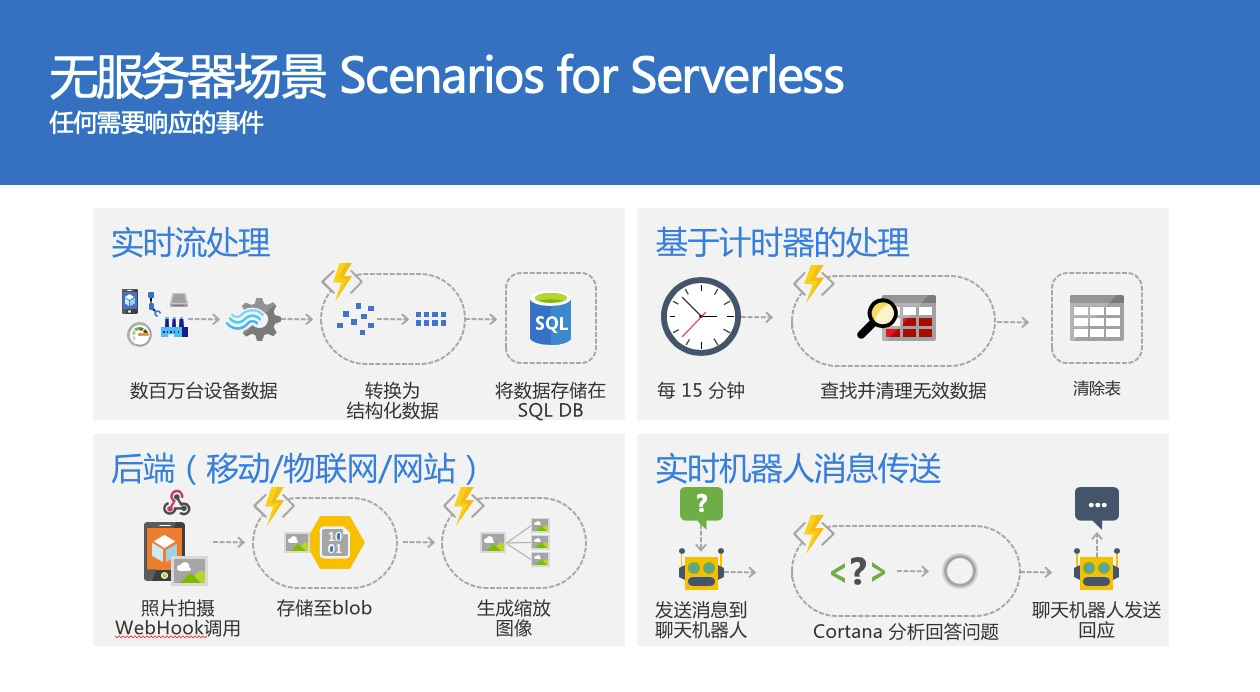 无服务器场景 Scenarios for Serverless
任何需要响应的事件
实时流处理
SQL
数百万台设备数据
转换为
结构化数据
将数据存储在
SQL DB
基于计时器的处理
每 15 分钟
查找并清理无效数据
清除表
后端（移动/物联网/网站）
10
01
照片拍摄
WebHook调用
存储至blob
生成缩放
图像
实时机器人消息传送
?
...
<?>
发送消息到
聊天机器人
Cortana 分析回答问题
聊天机器人发送
回应